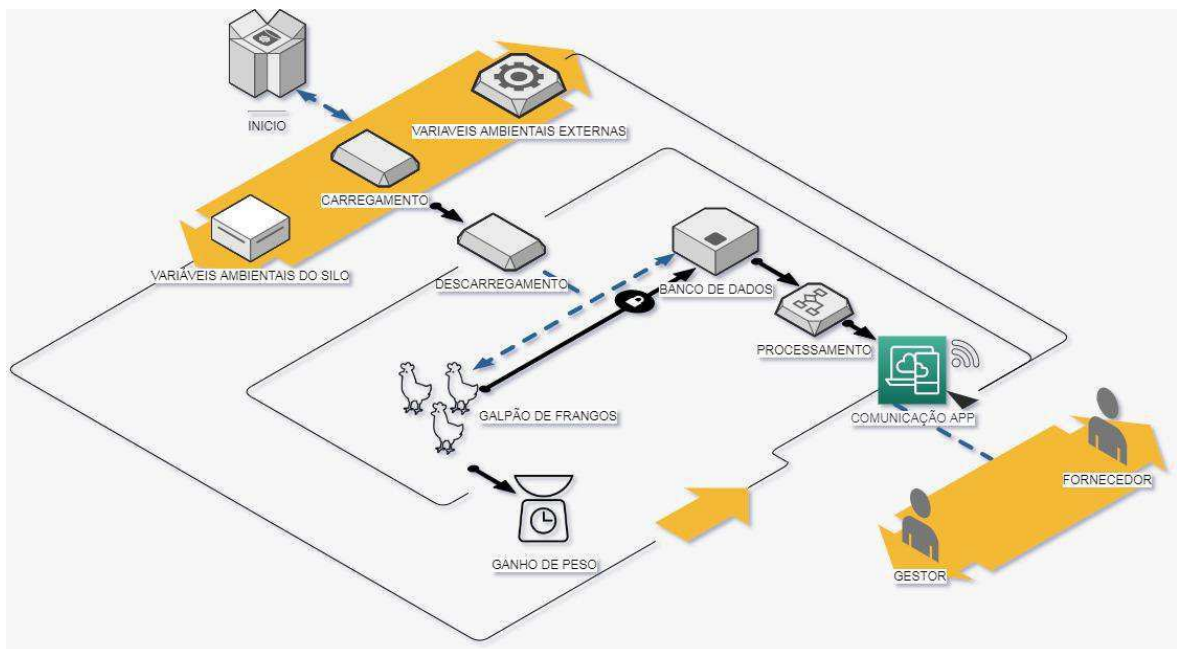 INICIO
VARIAVEIS AMBIENTAIS EXTERNAS
CARREGAMENTO
VARIÁVEIS AMBIENTAIS DO SILO
DESCARREGAMENTO
BANCO DE DADOS
PROCESSAMENTO
GALPÃO DE FRANGOS
COMUNICAÇÃO APP
FORNECEDOR
GANHO DE PESO
GESTOR